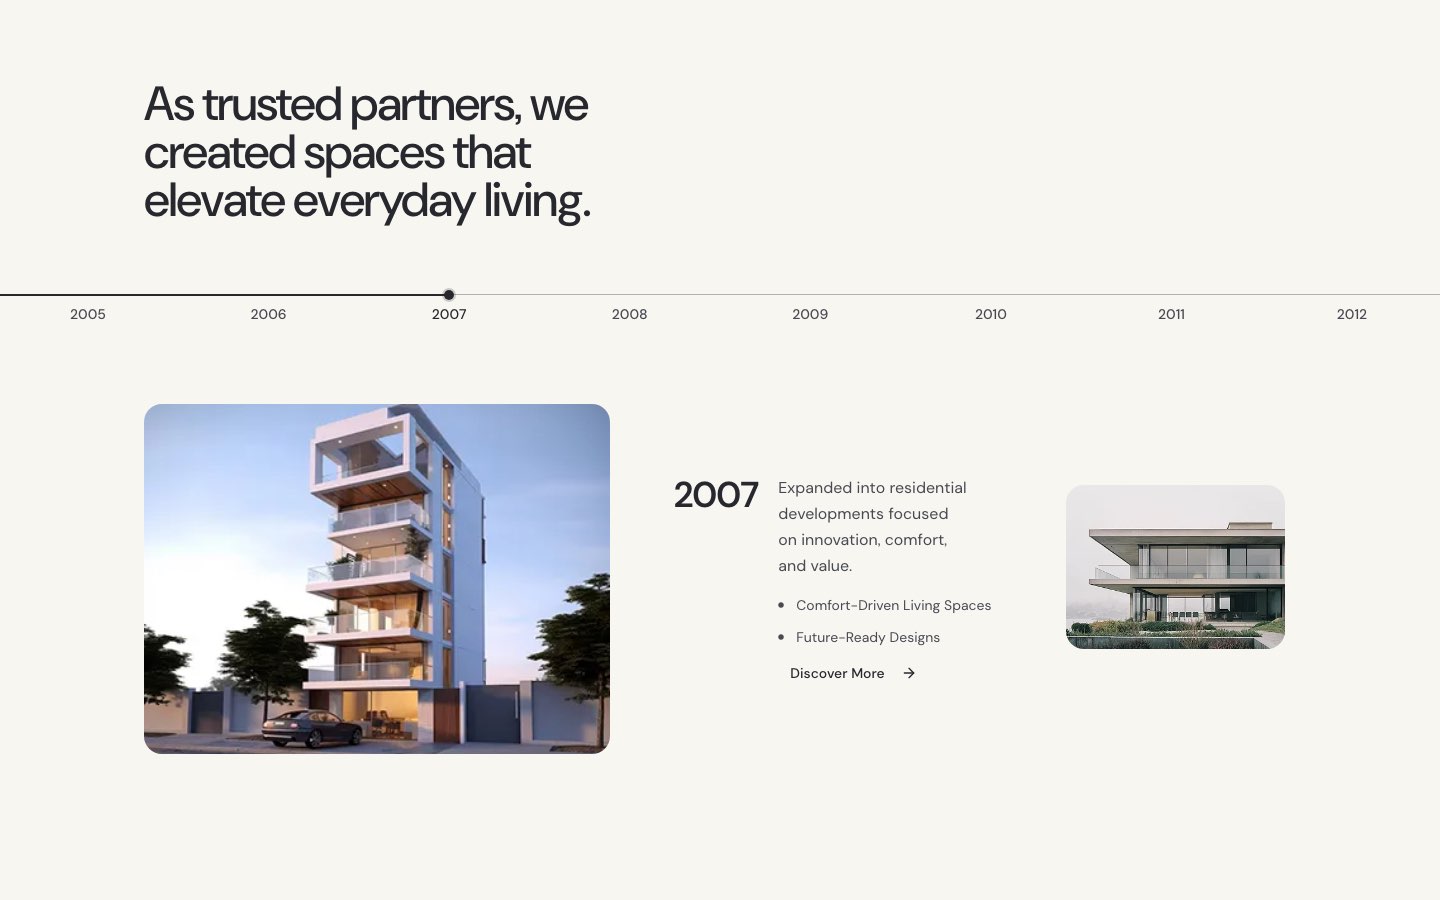 As trusted partners, we
created spaces that
elevate everyday living.
2005 2006 2007 2008 2009 2010 2011 2012
2007
Expanded into residential
developments focused
on innovation, comfort,
and value.
Comfort-Driven Living Spaces
Future-Ready Designs
Discover More